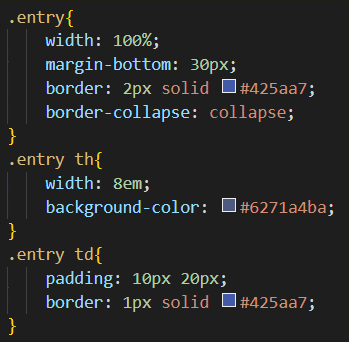 .entry{
    width: 100%;
    margin-bottom: 30px;
    border: 2px solid #425aa7;
    border-collapse: collapse;
}
.entry th{
    width: 8em;
    background-color: #6271a4ba;
}
.entry td{
    padding: 10px 20px;
    border: 1px solid #425aa7;
}